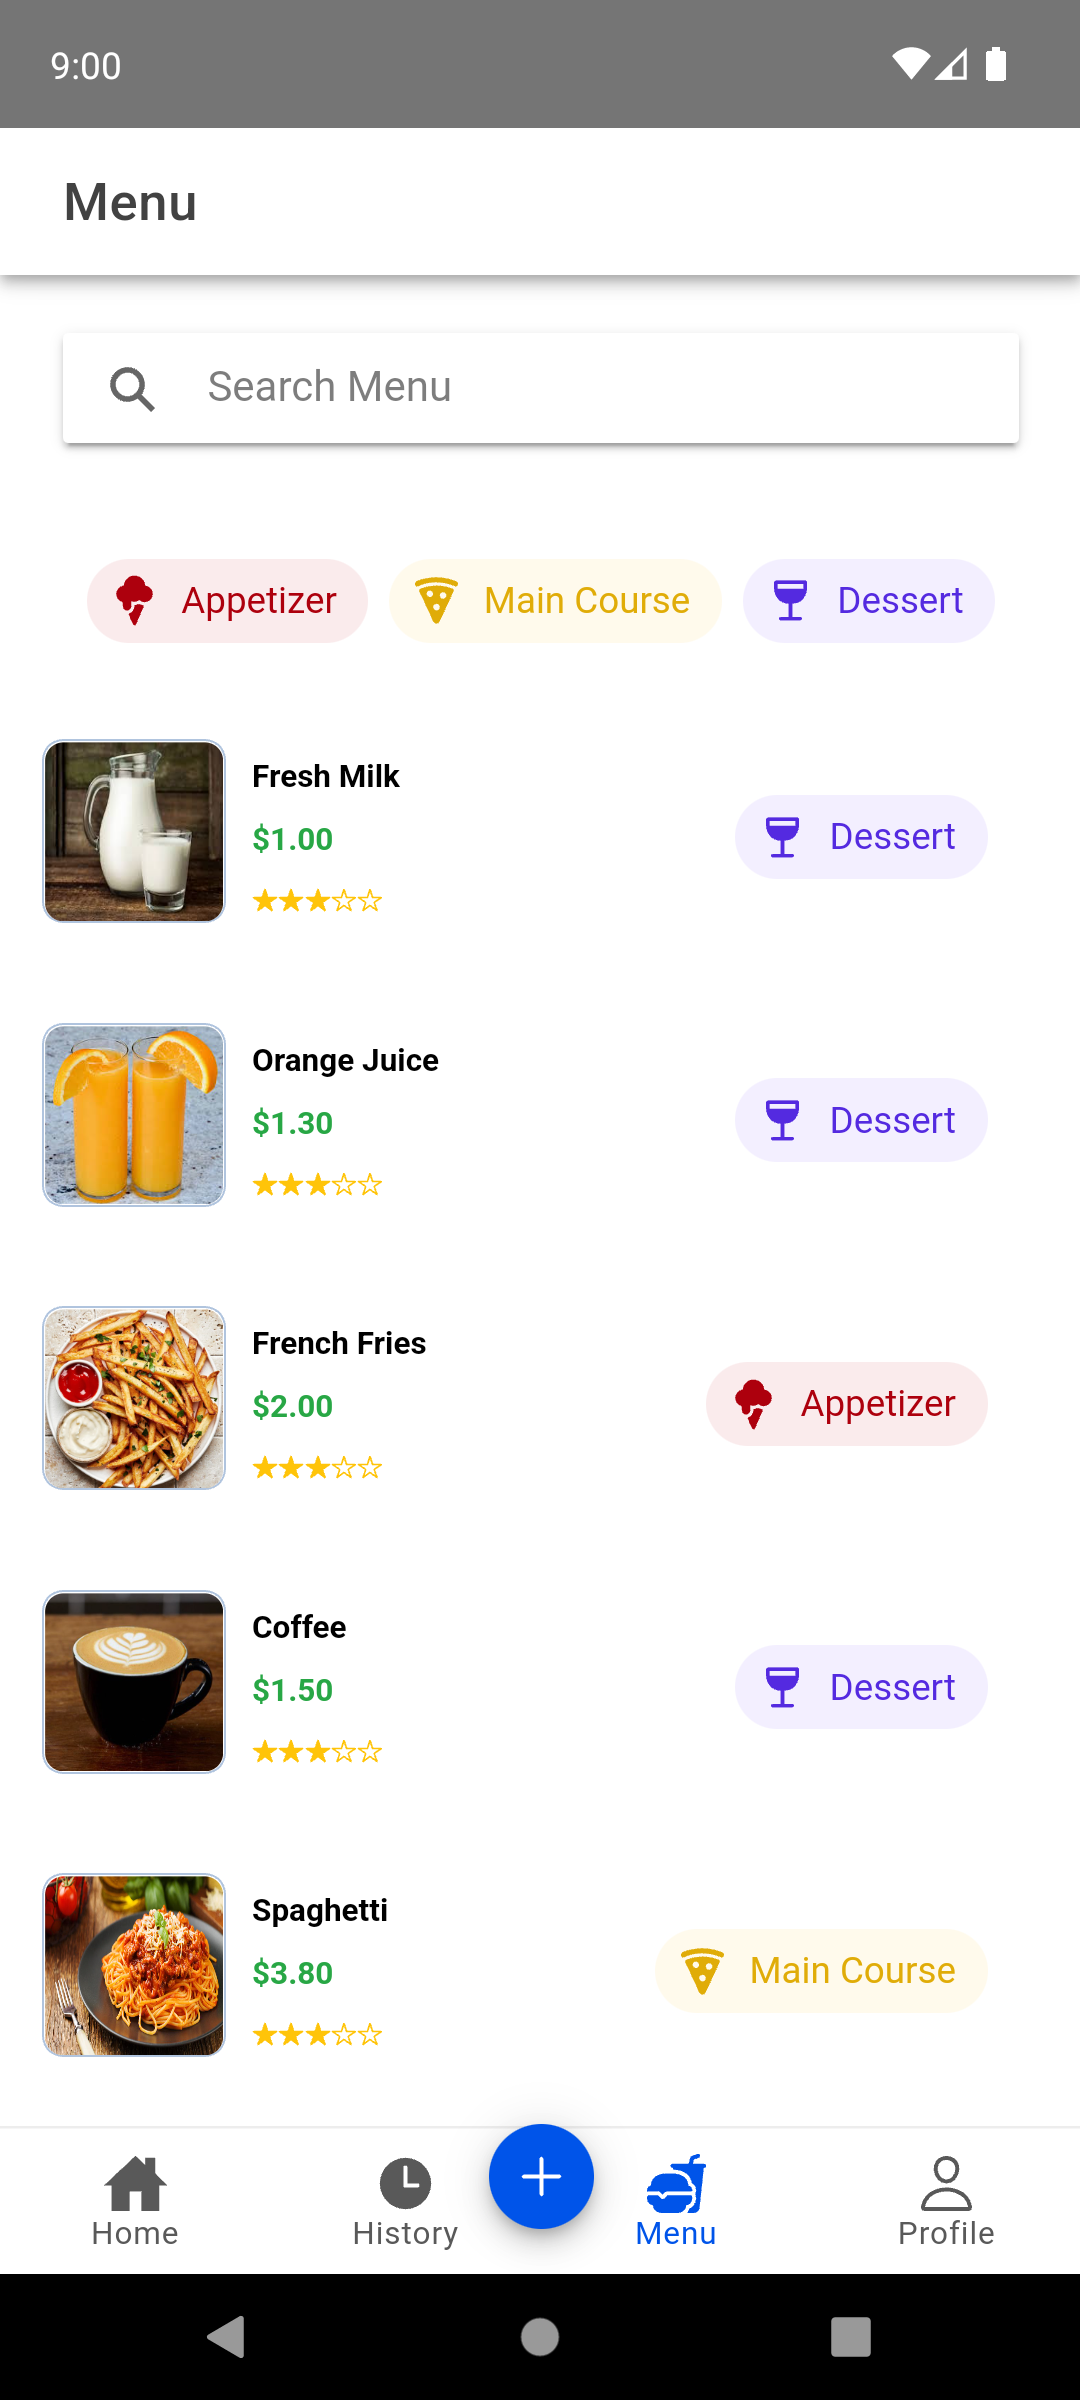 9:00
Menu
Search Menu
Appetizer Main Course Dessert
Fresh Milk
$1.00
Dessert
Orange Juice
$1.30
Dessert
French Fries
$2.00
Appetizer
Coffee
$1.50
Dessert
Spaghetti
$3.80
Main Course
Home History Menu Profile